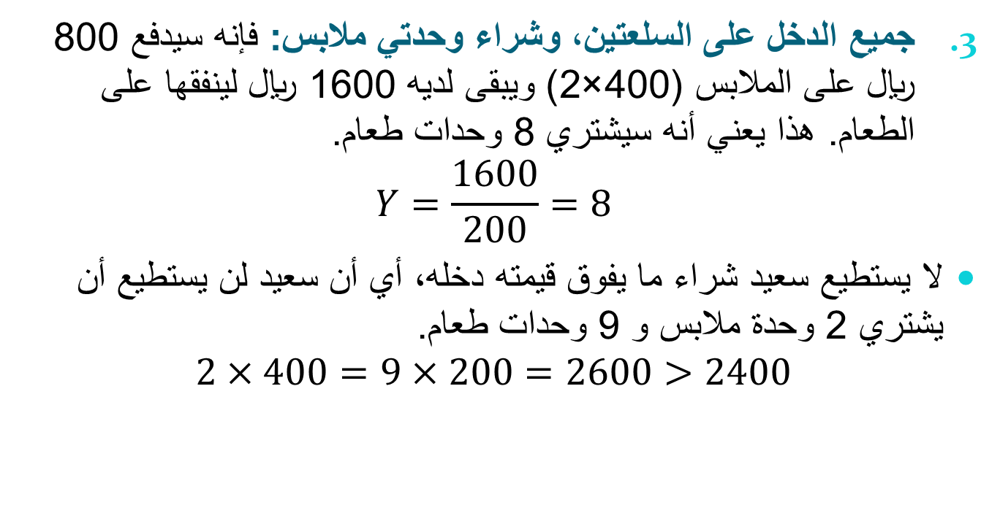 3. جميع الدخل على السلعتين، وشراء وحدتي ملابس: فإنه سيدفع 800
ريال على الملابس (400×2) ويبقى لديه 1600 ريال لينفقها على
الطعام. هذا يعني أنه سيشتري 8 وحدات طعام.
Y = 1600/200 = 8
• لا يستطيع سعيد شراء ما يفوق قيمته دخله، أي أن سعيد لن يستطيع أن
يشتري 2 وحدة ملابس و 9 وحدات طعام.
2 × 400 = 9 × 200 = 2600 > 2400